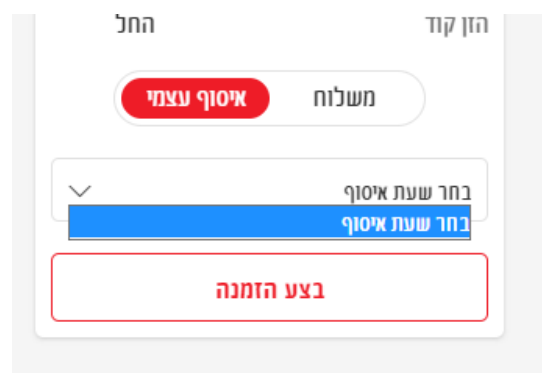 הזן קוד החל
משלוח איסוף עצמי
בחר שעת איסוף
בחר שעת איסוף
בצע הזמנה